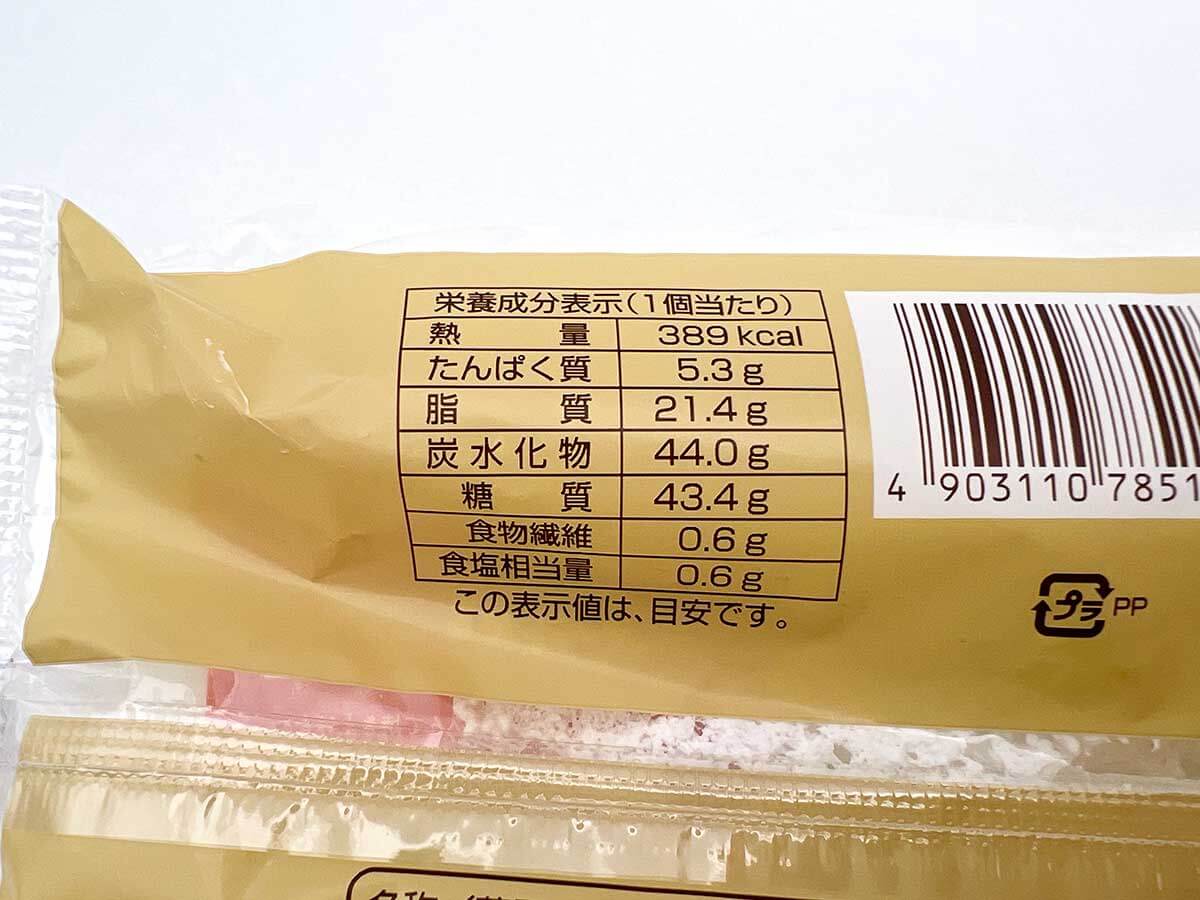 栄養成分表示(1個当たり)
熱量 389 kcal
たんぱく質 5.3 g
脂質 21.4 g
炭水化物 44.0 g
糖質 43.4 g
食物繊維 0.6 g
食塩相当量 0.6 g
この表示値は、目安です。
4 903110 7851
プラ PP
名称